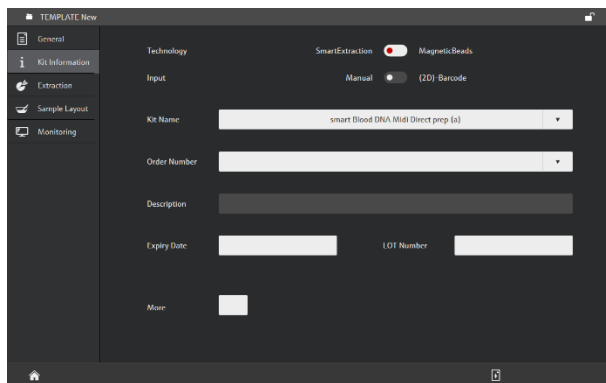 TEMPLATE New
General
Kit Information
Extraction
Sample Layout
Monitoring
Technology SmartExtraction MagneticBeads
Input Manual (2D)-Barcode
Kit Name smart Blood DNA Midi Direct prep (a)
Order Number
Description
Expiry Date LOT Number
More